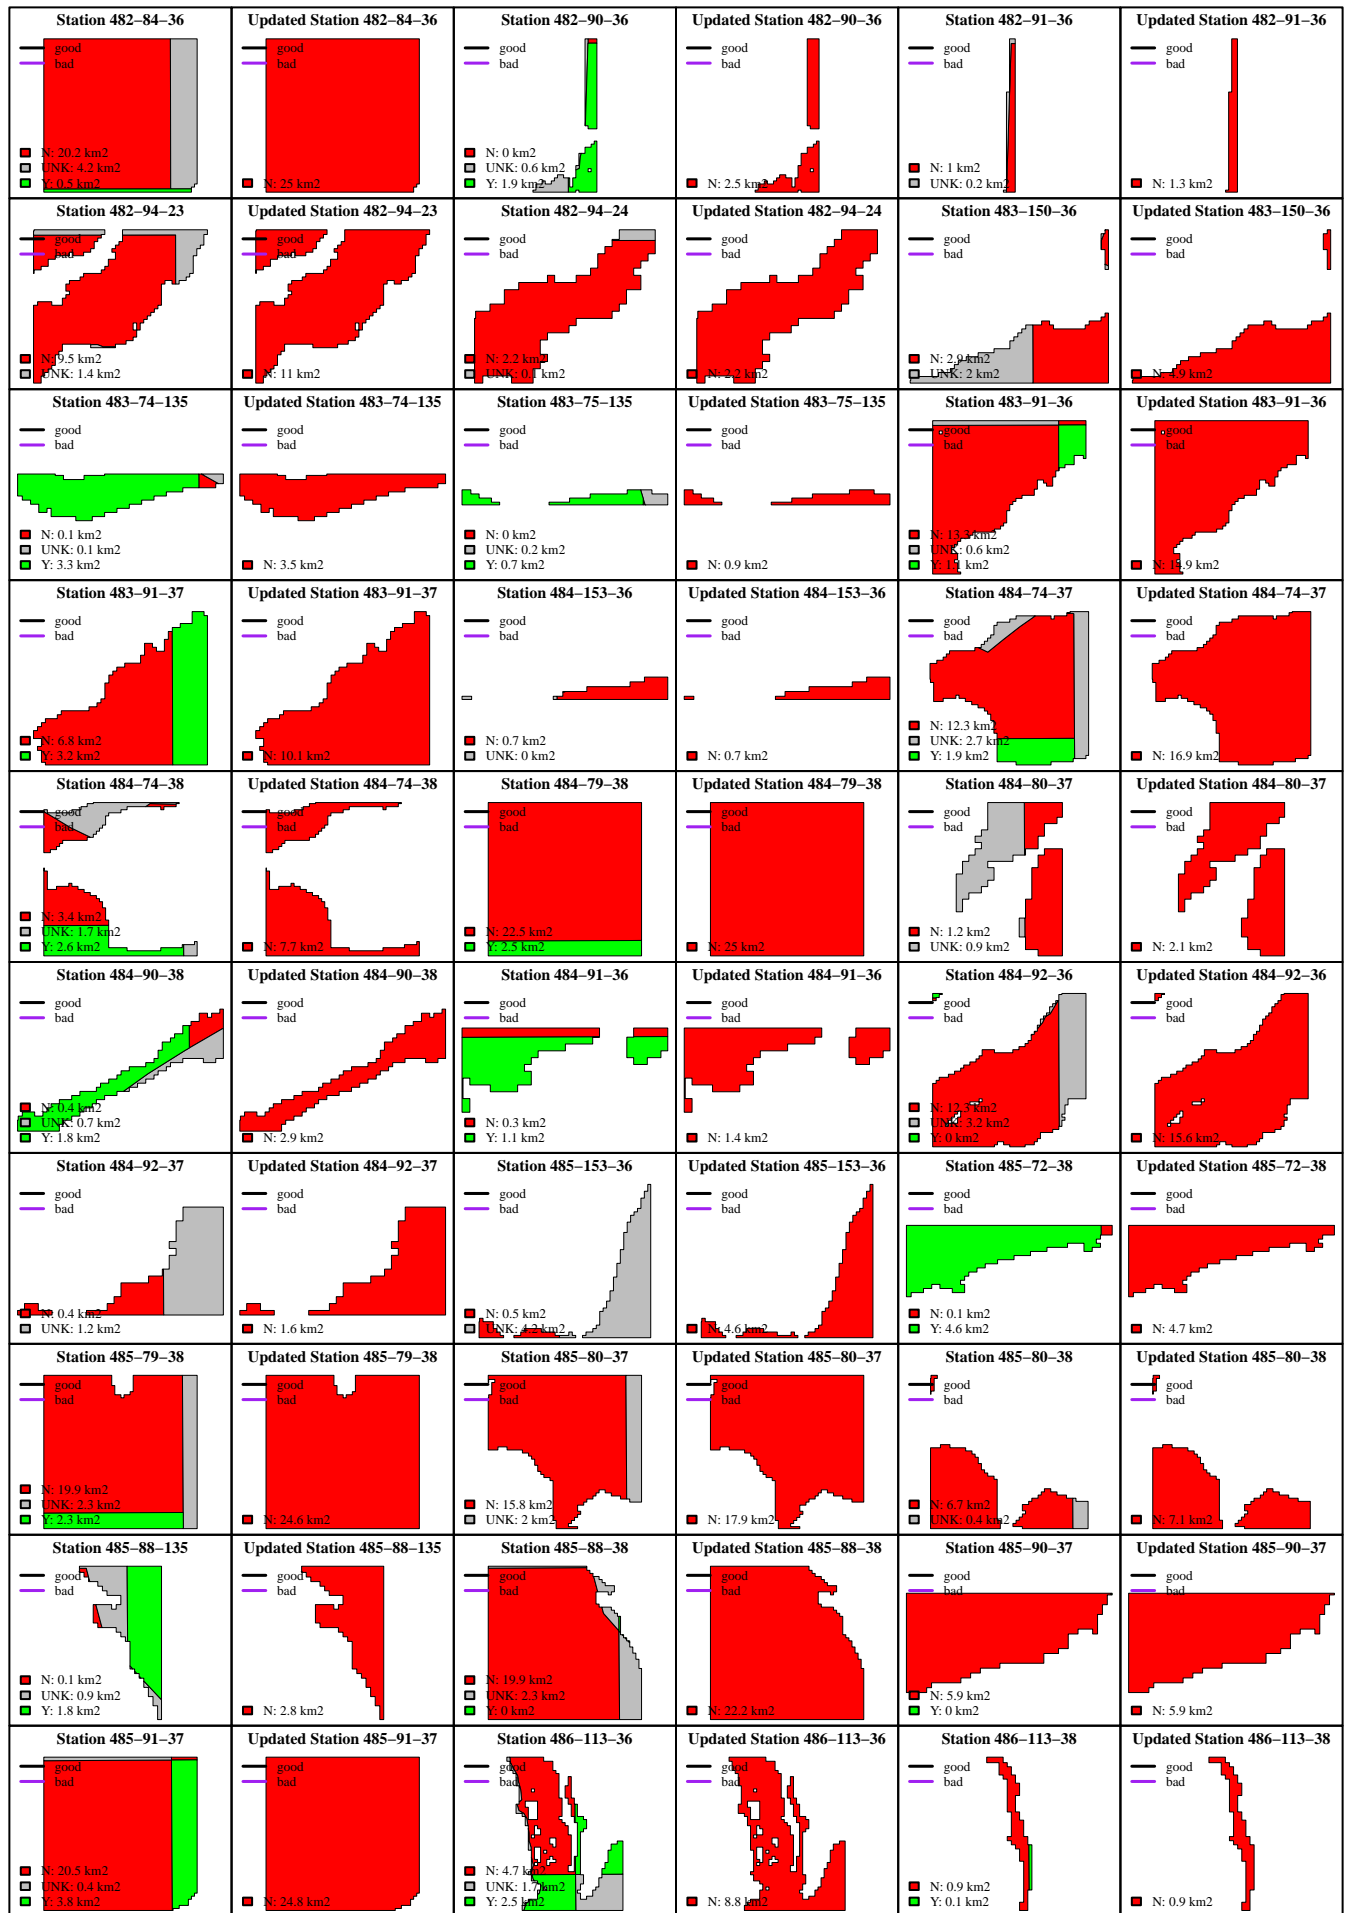 Station 482–84–36
good
bad
N: 20.2 km2
UNK: 4.2 km2
Y: 0.5 km2
Updated Station 482–84–36
good
bad
N: 25 km2
Station 482–90–36
good
bad
N: 0 km2
UNK: 0.6 km2
Y: 1.9 km2
Updated Station 482–90–36
good
bad
N: 2.5 km2
Station 482–91–36
good
bad
N: 1 km2
UNK: 0.2 km2
Updated Station 482–91–36
good
bad
N: 1.3 km2
Station 482–94–23
good
bad
N: 9.5 km2
UNK: 1.4 km2
Updated Station 482–94–23
good
bad
N: 11 km2
Station 482–94–24
good
bad
N: 2.2 km2
UNK: 0.1 km2
Updated Station 482–94–24
good
bad
N: 2.2 km2
Station 483–150–36
good
bad
N: 2.9 km2
UNK: 2 km2
Updated Station 483–150–36
good
bad
N: 4.9 km2
Station 483–74–135
good
bad
N: 0.1 km2
UNK: 0.1 km2
Y: 3.3 km2
Updated Station 483–74–135
good
bad
N: 3.5 km2
Station 483–75–135
good
bad
N: 0 km2
UNK: 0.2 km2
Y: 0.7 km2
Updated Station 483–75–135
good
bad
N: 0.9 km2
Station 483–91–36
good
bad
N: 13.3 km2
UNK: 0.6 km2
Y: 1.1 km2
Updated Station 483–91–36
good
bad
N: 14.9 km2
Station 483–91–37
good
bad
N: 6.8 km2
Y: 3.2 km2
Updated Station 483–91–37
good
bad
N: 10.1 km2
Station 484–153–36
good
bad
N: 0.7 km2
UNK: 0 km2
Updated Station 484–153–36
good
bad
N: 0.7 km2
Station 484–74–37
good
bad
N: 12.3 km2
UNK: 2.7 km2
Y: 1.9 km2
Updated Station 484–74–37
good
bad
N: 16.9 km2
Station 484–74–38
good
bad
N: 3.4 km2
UNK: 1.7 km2
Y: 2.6 km2
Updated Station 484–74–38
good
bad
N: 7.7 km2
Station 484–79–38
good
bad
N: 22.5 km2
Y: 2.5 km2
Updated Station 484–79–38
good
bad
N: 25 km2
Station 484–80–37
good
bad
N: 1.2 km2
UNK: 0.9 km2
Updated Station 484–80–37
good
bad
N: 2.1 km2
Station 484–90–38
good
bad
N: 0.4 km2
UNK: 0.7 km2
Y: 1.8 km2
Updated Station 484–90–38
good
bad
N: 2.9 km2
Station 484–91–36
good
bad
N: 0.3 km2
Y: 1.1 km2
Updated Station 484–91–36
good
bad
N: 1.4 km2
Station 484–92–36
good
bad
N: 12.3 km2
UNK: 3.2 km2
Y: 0 km2
Updated Station 484–92–36
good
bad
N: 15.6 km2
Station 484–92–37
good
bad
N: 0.4 km2
UNK: 1.2 km2
Updated Station 484–92–37
good
bad
N: 1.6 km2
Station 485–153–36
good
bad
N: 0.5 km2
UNK: 4.2 km2
Updated Station 485–153–36
good
bad
N: 4.6 km2
Station 485–72–38
good
bad
N: 0.1 km2
Y: 4.6 km2
Updated Station 485–72–38
good
bad
N: 4.7 km2
Station 485–79–38
good
bad
N: 19.9 km2
UNK: 2.3 km2
Y: 2.3 km2
Updated Station 485–79–38
good
bad
N: 24.6 km2
Station 485–80–37
good
bad
N: 15.8 km2
UNK: 2 km2
Updated Station 485–80–37
good
bad
N: 17.9 km2
Station 485–80–38
good
bad
N: 6.7 km2
UNK: 0.4 km2
Updated Station 485–80–38
good
bad
N: 7.1 km2
Station 485–88–135
good
bad
N: 0.1 km2
UNK: 0.9 km2
Y: 1.8 km2
Updated Station 485–88–135
good
bad
N: 2.8 km2
Station 485–88–38
good
bad
N: 19.9 km2
UNK: 2.3 km2
Y: 0 km2
Updated Station 485–88–38
good
bad
N: 22.2 km2
Station 485–90–37
good
bad
N: 5.9 km2
Y: 0 km2
Updated Station 485–90–37
good
bad
N: 5.9 km2
Station 485–91–37
good
bad
N: 20.5 km2
UNK: 0.4 km2
Y: 3.8 km2
Updated Station 485–91–37
good
bad
N: 24.8 km2
Station 486–113–36
good
bad
N: 4.7 km2
UNK: 1.7 km2
Y: 2.5 km2
Updated Station 486–113–36
good
bad
N: 8.8 km2
Station 486–113–38
good
bad
N: 0.9 km2
Y: 0.1 km2
Updated Station 486–113–38
good
bad
N: 0.9 km2